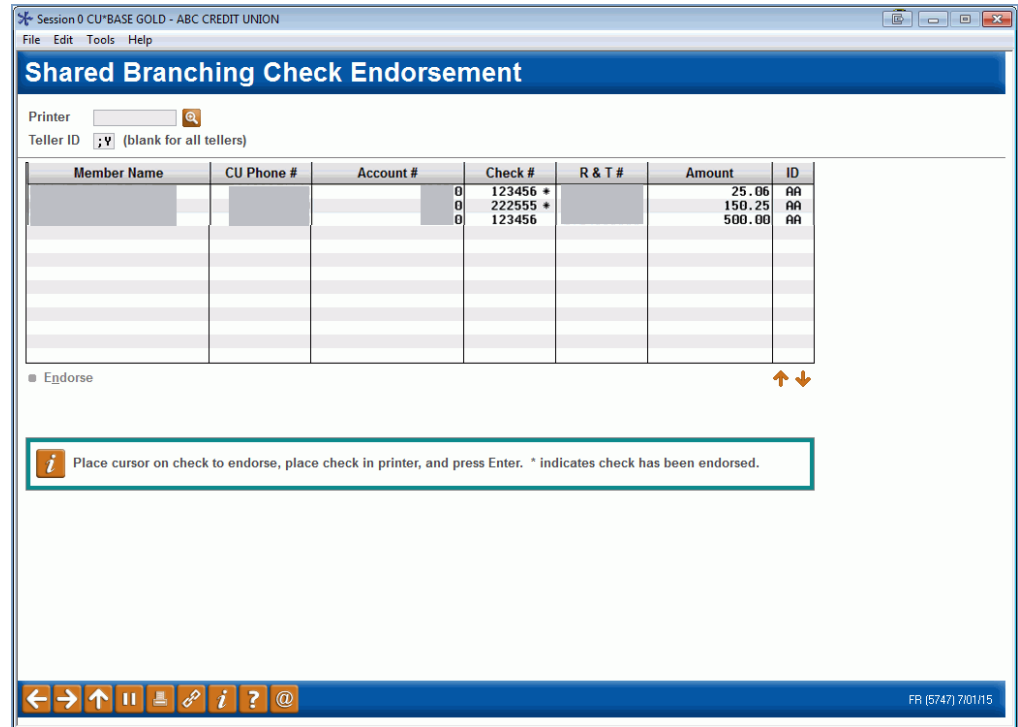 Session 0 CU*BASE GOLD - ABC CREDIT UNION
File Edit Tools Help
Shared Branching Check Endorsement
Printer
Teller ID ;Y (blank for all tellers)
Member Name CU Phone # Account # Check # R & T # Amount ID
0 123456 * 25.06 AA
0 222555 * 150.25 AA
0 123456 500.00 AA
Endorse
i Place cursor on check to endorse, place check in printer, and press Enter. * indicates check has been endorsed.
i ? @ FR (5747) 7/01/15